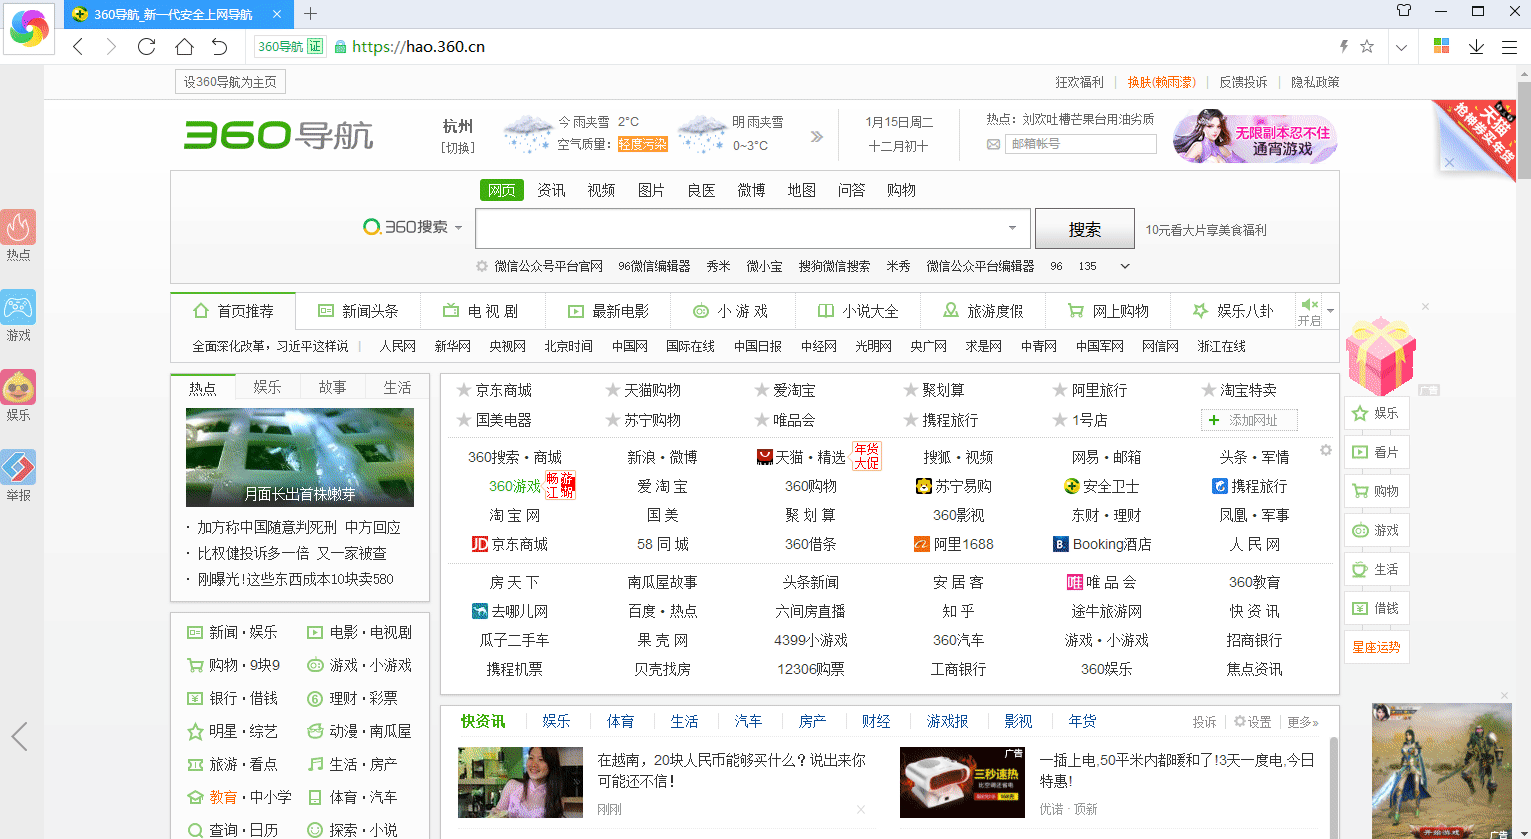 360导航_新一代安全上网导航
360导航 证 https://hao.360.cn
设360导航为主页
狂欢福利 换肤(赖雨濛) 反馈投诉 隐私政策
360导航
杭州
[切换]
今 雨夹雪 2°C
空气质量: 轻度污染
明 雨夹雪
0~3°C
1月15日周二
十二月初十
热点: 刘欢吐槽芒果台用油劣质
邮箱帐号
无限副本忍不住
通宵游戏
天猫
抢神券买年货
网页 资讯 视频 图片 良医 微博 地图 问答 购物
360搜索 搜索 10元看大片享美食福利
微信公众号平台官网 96微信编辑器 秀米 微小宝 搜狗微信搜索 米秀 微信公众平台编辑器 96 135
首页推荐 新闻头条 电视剧 最新电影 小游戏 小说大全 旅游度假 网上购物 娱乐八卦 开启
全面深化改革，习近平这样说 人民网 新华网 央视网 北京时间 中国网 国际在线 中国日报 中经网 光明网 央广网 求是网 中青网 中国军网 网信网 浙江在线
热点
游戏
娱乐
举报
热点 娱乐 故事 生活
月面长出首株嫩芽
· 加方称中国随意判死刑 中方回应
· 比权健投诉多一倍 又一家被查
· 刚曝光!这些东西成本10块卖580
新闻·娱乐 电影·电视剧
购物·9块9 游戏·小游戏
银行·借钱 理财·彩票
明星·综艺 动漫·南瓜屋
旅游·看点 生活·房产
教育·中小学 体育·汽车
查询·日历 探索·小说
京东商城 天猫购物 爱淘宝 聚划算 阿里旅行 淘宝特卖
国美电器 苏宁购物 唯品会 携程旅行 1号店 + 添加网址
360搜索·商城 新浪·微博 天猫·精选 年货大促 搜狐·视频 网易·邮箱 头条·军情
360游戏 畅游江湖 爱淘宝 360购物 苏宁易购 安全卫士 携程旅行
淘宝网 国美 聚划算 360影视 东财·理财 凤凰·军事
JD 京东商城 58同城 360借条 阿里1688 B. Booking酒店 人民网
房天下 南瓜屋故事 头条新闻 安居客 唯 唯品会 360教育
去哪儿网 百度·热点 六间房直播 知乎 途牛旅游网 快资讯
瓜子二手车 果壳网 4399小游戏 360汽车 游戏·小游戏 招商银行
携程机票 贝壳找房 12306购票 工商银行 360娱乐 焦点资讯
快资讯 娱乐 体育 生活 汽车 房产 财经 游戏报 影视 年货 投诉 设置 更多»
在越南，20块人民币能够买什么？说出来你
可能还不信！
刚刚
广告
三秒速热
一插上电,50平米内都暖和了!3天一度电,今日
特惠!
优诺·顶新
广告
娱乐
看片
购物
游戏
生活
借钱
星座运势
开始游戏
广告